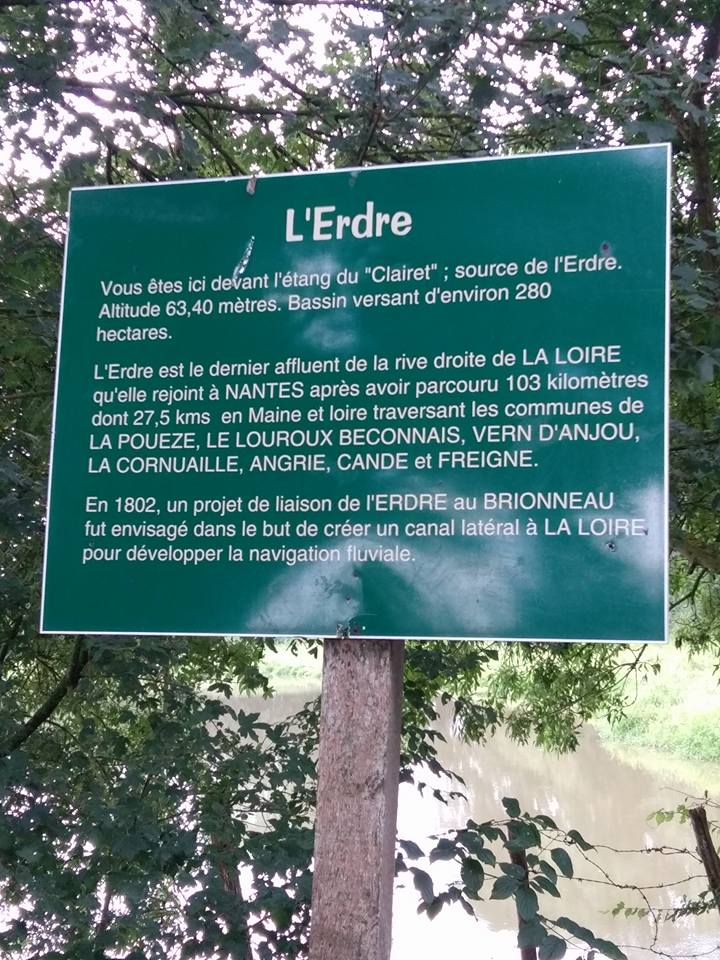 L'Erdre
Vous êtes ici devant l'étang du "Clairet" ; source de l'Erdre.
Altitude 63,40 mètres. Bassin versant d'environ 280
hectares.
L'Erdre est le dernier affluent de la rive droite de LA LOIRE
qu'elle rejoint à NANTES après avoir parcouru 103 kilomètres
dont 27,5 kms en Maine et loire traversant les communes de
LA POUEZE, LE LOUROUX BECONNAIS, VERN D'ANJOU,
LA CORNUAILLE, ANGRIE, CANDE et FREIGNE.
En 1802, un projet de liaison de l'ERDRE au BRIONNEAU
fut envisagé dans le but de créer un canal latéral à LA LOIRE
pour développer la navigation fluviale.